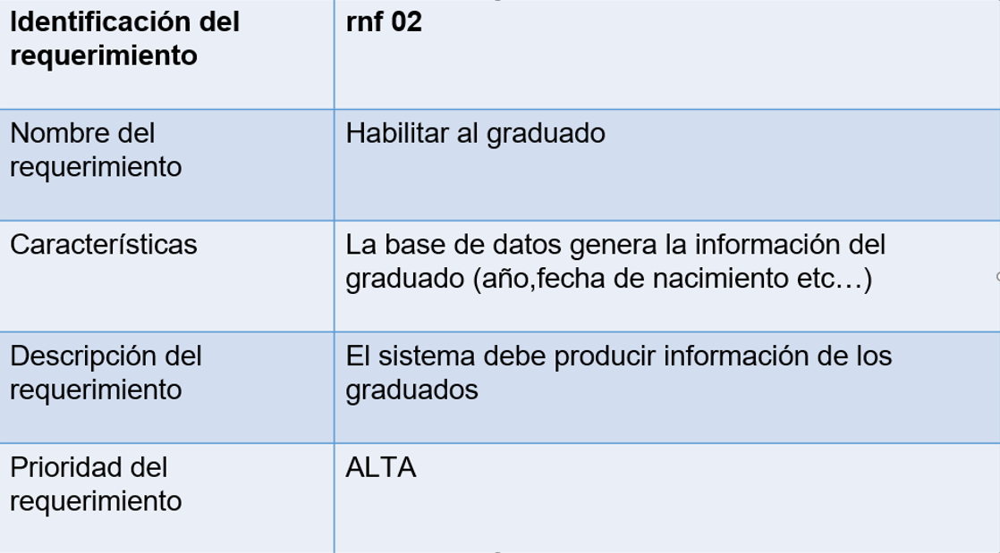 Identificación del
requerimiento
rnf 02
Nombre del
requerimiento
Habilitar al graduado
Características
La base de datos genera la información del
graduado (año,fecha de nacimiento etc…)
Descripción del
requerimiento
El sistema debe producir información de los
graduados
Prioridad del
requerimiento
ALTA